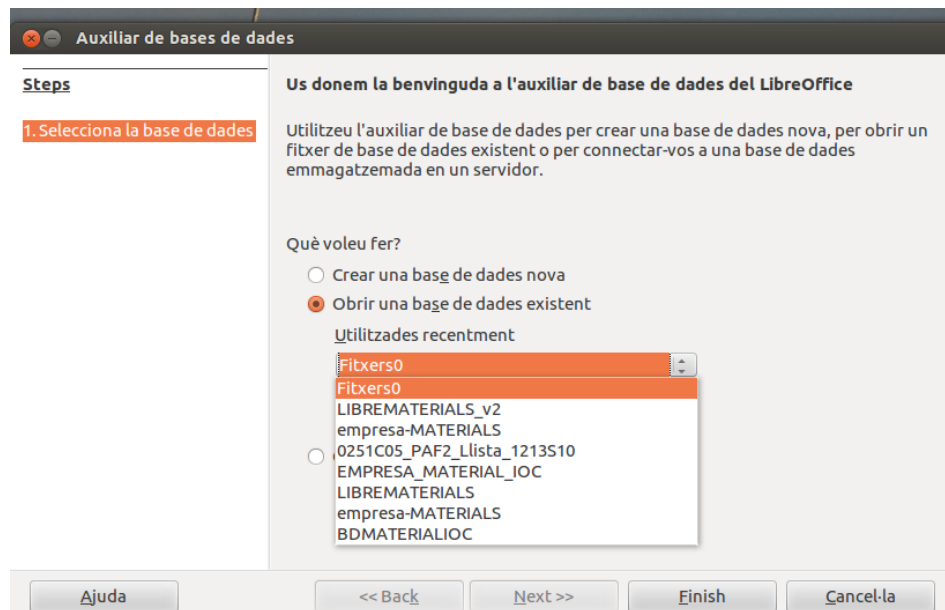 Auxiliar de bases de dades
Steps
1. Selecciona la base de dades
Us donem la benvinguda a l'auxiliar de base de dades del LibreOffice
Utilitzeu l'auxiliar de base de dades per crear una base de dades nova, per obrir un
fitxer de base de dades existent o per connectar-vos a una base de dades
emmagatzemada en un servidor.
Què voleu fer?
Crear una base de dades nova
Obrir una base de dades existent
Utilitzades recentment
Fitxers0
Fitxers0
LIBREMATERIALS_v2
empresa-MATERIALS
0251C05_PAF2_Llista_1213S10
EMPRESA_MATERIAL_IOC
LIBREMATERIALS
empresa-MATERIALS
BDMATERIALIOC
Ajuda
<< Back
Next >>
Finish
Cancel·la